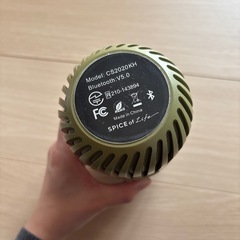 Model: CS2020KH
Bluetooth:V5.0
R 210-143894
FC
Made in China
SPICE of Life